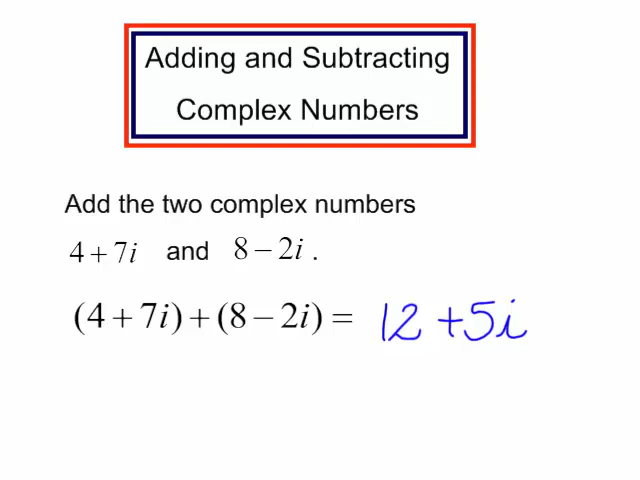 Adding and Subtracting
Complex Numbers
Add the two complex numbers
4 + 7i and 8 − 2i .
(4 + 7i) + (8 − 2i) = 12 + 5i